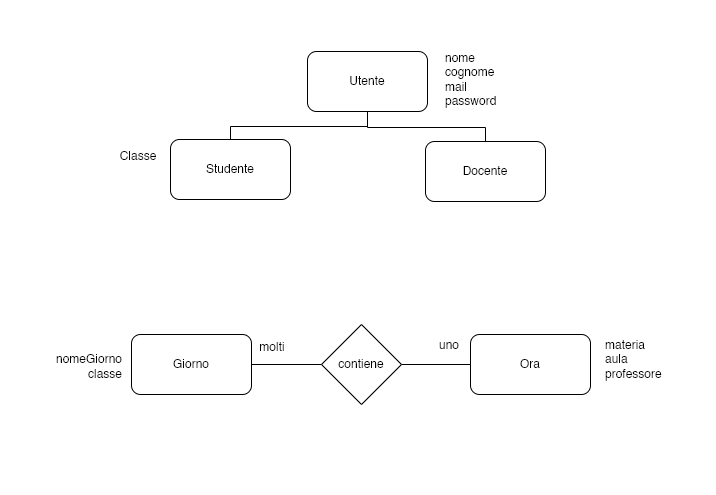 Utente
nome
cognome
mail
password
Classe
Studente
Docente
nomeGiorno
classe
Giorno
molti
contiene
uno
Ora
materia
aula
professore